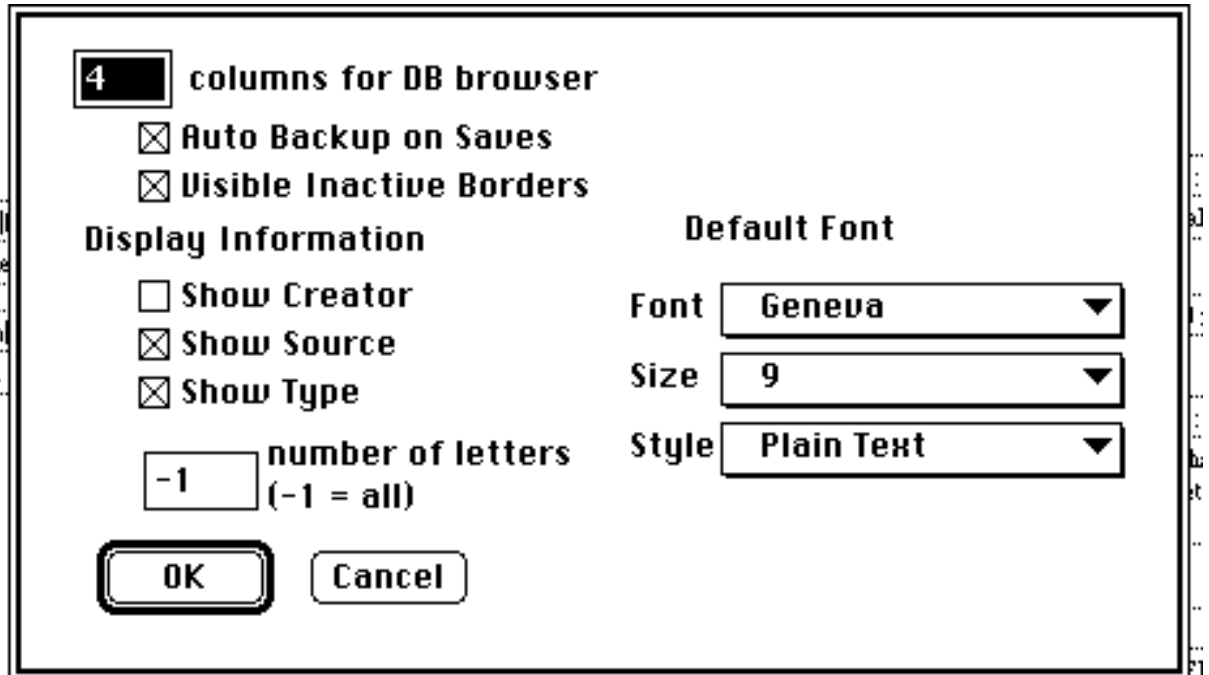 4 columns for DB browser
Auto Backup on Saves
Visible Inactive Borders
Display Information
Show Creator
Show Source
Show Type
-1 number of letters
(-1 = all)
Default Font
Font Geneva
Size 9
Style Plain Text
OK Cancel